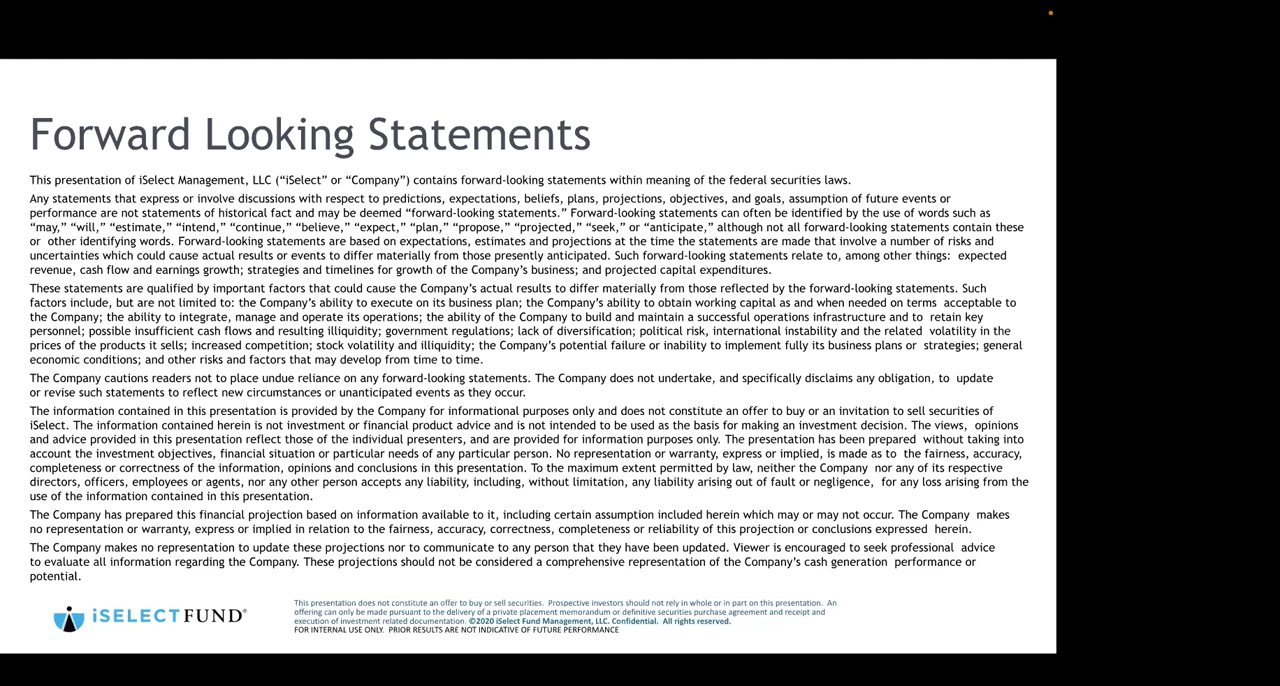 Forward Looking Statements
This presentation of iSelect Management, LLC (“iSelect” or “Company”) contains forward-looking statements within meaning of the federal securities laws.
Any statements that express or involve discussions with respect to predictions, expectations, beliefs, plans, projections, objectives, and goals, assumption of future events or
performance are not statements of historical fact and may be deemed “forward-looking statements.” Forward-looking statements can often be identified by the use of words such as
“may,” “will,” “estimate,” “intend,” “continue,” “believe,” “expect,” “plan,” “propose,” “projected,” “seek,” or “anticipate,” although not all forward-looking statements contain these
or other identifying words. Forward-looking statements are based on expectations, estimates and projections at the time the statements are made that involve a number of risks and
uncertainties which could cause actual results or events to differ materially from those presently anticipated. Such forward-looking statements relate to, among other things: expected
revenue, cash flow and earnings growth; strategies and timelines for growth of the Company’s business; and projected capital expenditures.
These statements are qualified by important factors that could cause the Company’s actual results to differ materially from those reflected by the forward-looking statements. Such
factors include, but are not limited to: the Company’s ability to execute on its business plan; the Company’s ability to obtain working capital as and when needed on terms acceptable to
the Company; the ability to integrate, manage and operate its operations; the ability of the Company to build and maintain a successful operations infrastructure and to retain key
personnel; possible insufficient cash flows and resulting illiquidity; government regulations; lack of diversification; political risk, international instability and the related volatility in the
prices of the products it sells; increased competition; stock volatility and illiquidity; the Company’s potential failure or inability to implement fully its business plans or strategies; general
economic conditions; and other risks and factors that may develop from time to time.
The Company cautions readers not to place undue reliance on any forward-looking statements. The Company does not undertake, and specifically disclaims any obligation, to update
or revise such statements to reflect new circumstances or unanticipated events as they occur.
The information contained in this presentation is provided by the Company for informational purposes only and does not constitute an offer to buy or an invitation to sell securities of
iSelect. The information contained herein is not investment or financial product advice and is not intended to be used as the basis for making an investment decision. The views, opinions
and advice provided in this presentation reflect those of the individual presenters, and are provided for information purposes only. The presentation has been prepared without taking into
account the investment objectives, financial situation or particular needs of any particular person. No representation or warranty, express or implied, is made as to the fairness, accuracy,
completeness or correctness of the information, opinions and conclusions in this presentation. To the maximum extent permitted by law, neither the Company nor any of its respective
directors, officers, employees or agents, nor any other person accepts any liability, including, without limitation, any liability arising out of fault or negligence, for any loss arising from the
use of the information contained in this presentation.
The Company has prepared this financial projection based on information available to it, including certain assumption included herein which may or may not occur. The Company makes
no representation or warranty, express or implied in relation to the fairness, accuracy, correctness, completeness or reliability of this projection or conclusions expressed herein.
The Company makes no representation to update these projections nor to communicate to any person that they have been updated. Viewer is encouraged to seek professional advice
to evaluate all information regarding the Company. These projections should not be considered a comprehensive representation of the Company’s cash generation performance or
potential.
iSELECTFUND®
This presentation does not constitute an offer to buy or sell securities. Prospective investors should not rely in whole or in part on this presentation. An
offering can only be made pursuant to the delivery of a private placement memorandum or definitive securities purchase agreement and receipt and
execution of investment related documentation. ©2020 iSelect Fund Management, LLC. Confidential. All rights reserved.
FOR INTERNAL USE ONLY. PRIOR RESULTS ARE NOT INDICATIVE OF FUTURE PERFORMANCE